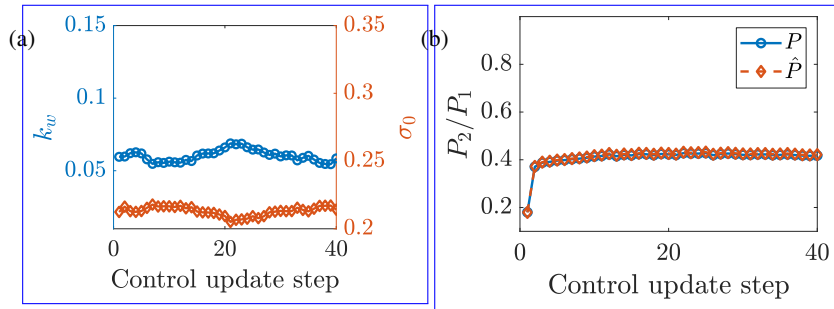 (a)
0.15
0.1
0.05
k_w
0.35
0.3
0.25
0.2
σ_0
0
20
40
Control update step
(b)
0.8
0.6
0.4
0.2
P_2/P_1
P
P̂
0
20
40
Control update step